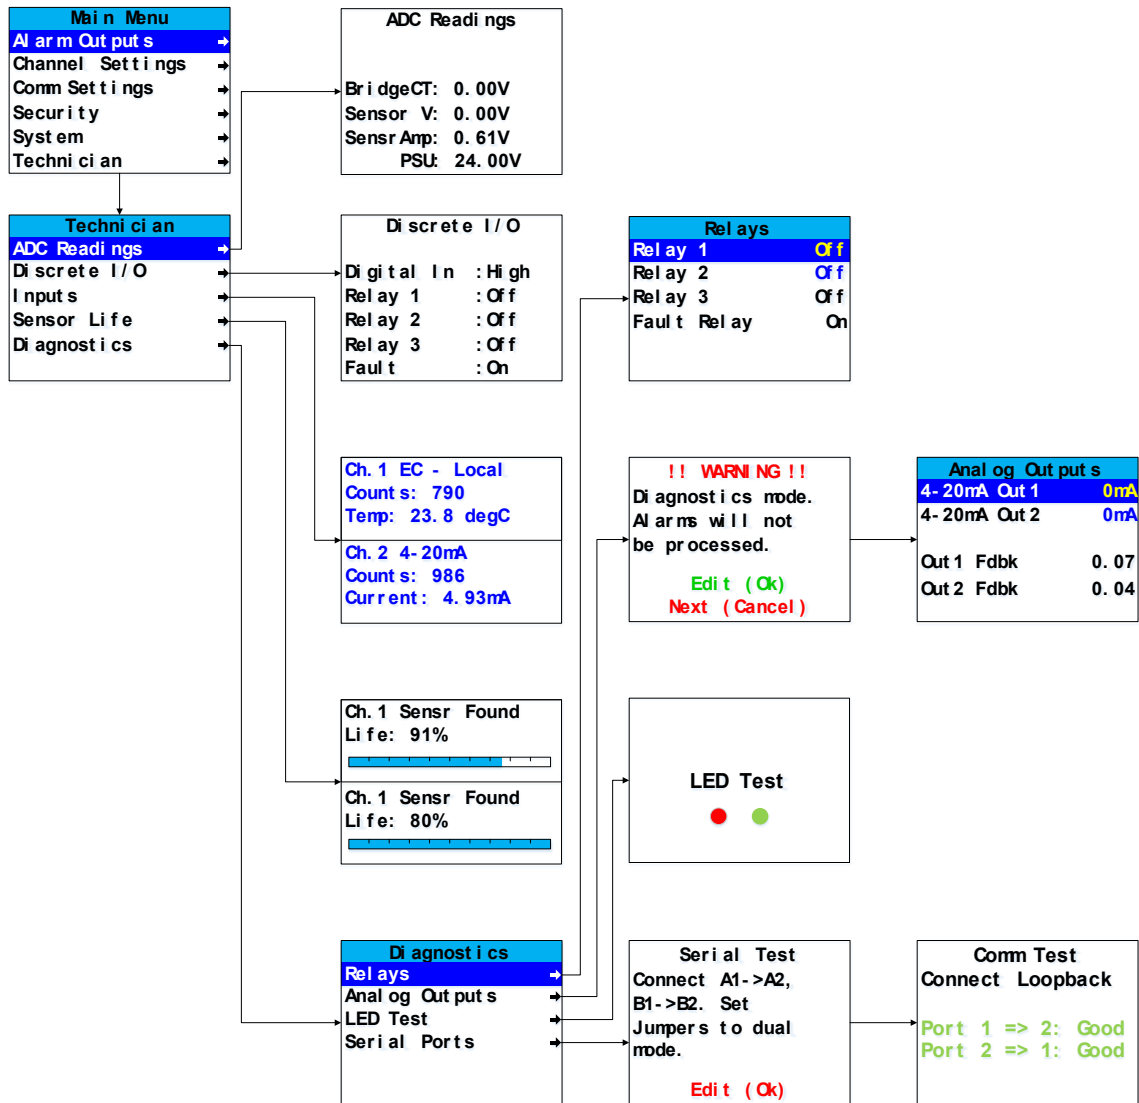 Main Menu
Alarm Outputs
Channel Settings
Comm Settings
Security
System
Technician
ADC Readings
BridgeCT: 0.00V
Sensor V: 0.00V
SensrAmp: 0.61V
PSU: 24.00V
Technician
ADC Readings
Discrete I/O
Inputs
Sensor Life
Diagnostics
Discrete I/O
Digital In :High
Relay 1 :Off
Relay 2 :Off
Relay 3 :Off
Fault :On
Relays
Relay 1 Off
Relay 2 Off
Relay 3 Off
Fault Relay On
Ch.1 EC - Local
Counts: 790
Temp: 23.8 degC
Ch.2 4-20mA
Counts: 986
Current: 4.93mA
!! WARNING !!
Diagnostics mode.
Alarms will not
be processed.
Edit (Ok)
Next (Cancel)
Analog Outputs
4-20mA Out1 0mA
4-20mA Out2 0mA
Out1 Fdbk 0.07
Out2 Fdbk 0.04
Ch.1 Sensr Found
Life: 91%
Ch.1 Sensr Found
Life: 80%
LED Test
Diagnostics
Relays
Analog Outputs
LED Test
Serial Ports
Serial Test
Connect A1->A2,
B1->B2. Set
Jumpers to dual
mode.
Edit (Ok)
Comm Test
Connect Loopback
Port 1 => 2: Good
Port 2 => 1: Good